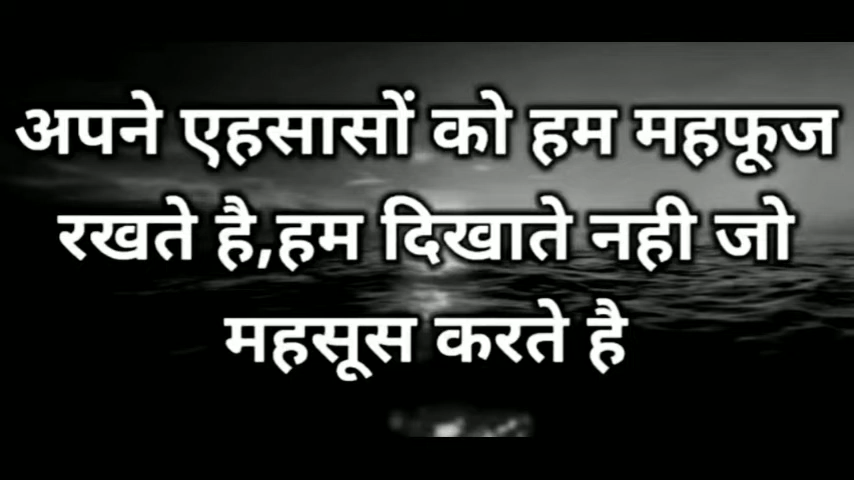 अपने एहसासों को हम महफूज
रखते है,हम दिखाते नही जो
महसूस करते है